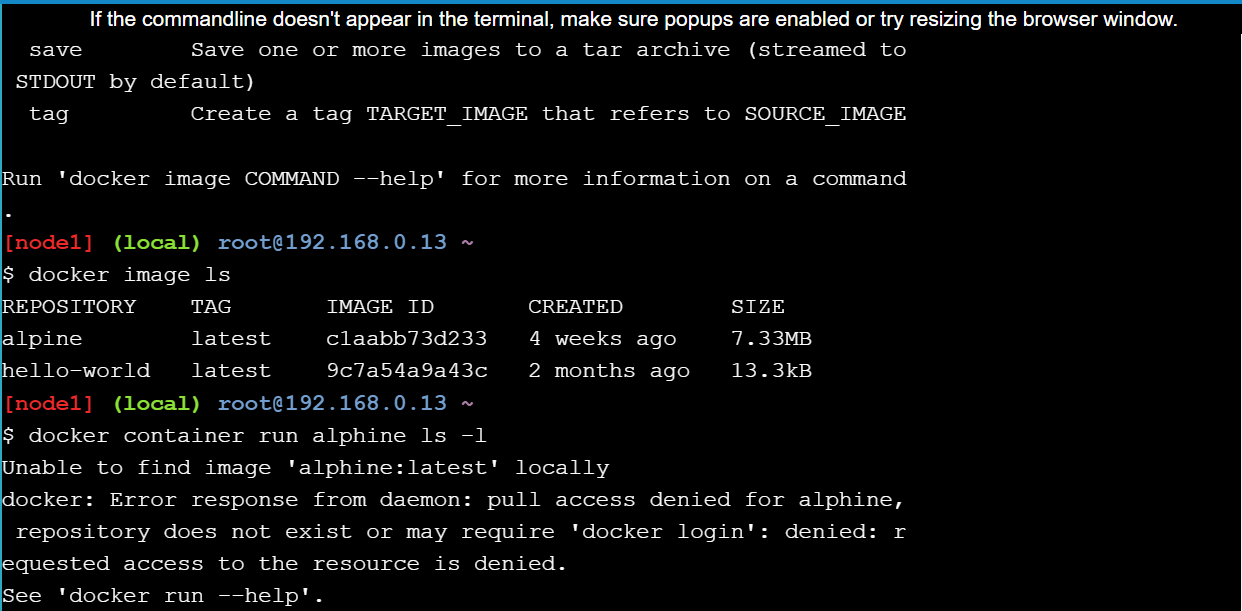 If the commandline doesn't appear in the terminal, make sure popups are enabled or try resizing the browser window.
  save        Save one or more images to a tar archive (streamed to
 STDOUT by default)
  tag         Create a tag TARGET_IMAGE that refers to SOURCE_IMAGE

Run 'docker image COMMAND --help' for more information on a command
.
[node1] (local) root@192.168.0.13 ~
$ docker image ls
REPOSITORY    TAG       IMAGE ID       CREATED        SIZE
alpine        latest    c1aabb73d233   4 weeks ago    7.33MB
hello-world   latest    9c7a54a9a43c   2 months ago   13.3kB
[node1] (local) root@192.168.0.13 ~
$ docker container run alphine ls -l
Unable to find image 'alphine:latest' locally
docker: Error response from daemon: pull access denied for alphine,
 repository does not exist or may require 'docker login': denied: r
equested access to the resource is denied.
See 'docker run --help'.